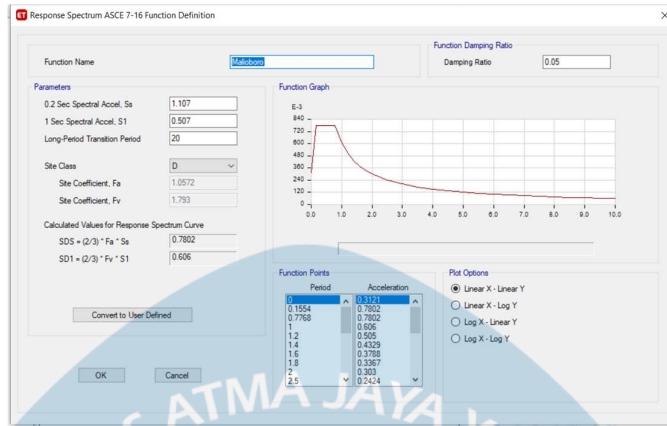 Response Spectrum ASCE 7-16 Function Definition
Function Damping Ratio
Function Name
Malioboro
Damping Ratio
0.05
Parameters
0.2 Sec Spectral Accel, Ss
1.107
1 Sec Spectral Accel, S1
0.507
Long-Period Transition Period
20
Site Class
D
Site Coefficient, Fa
1.0572
Site Coefficient, Fv
1.793
Calculated Values for Response Spectrum Curve
SDS = (2/3) * Fa * Ss
0.7802
SD1 = (2/3) * Fv * S1
0.606
Convert to User Defined
OK
Cancel
Function Graph
E-3
840
720
600
480
360
240
120
0
0.0 1.0 2.0 3.0 4.0 5.0 6.0 7.0 8.0 9.0 10.0
Function Points
Period Acceleration
0 0.3121
0.1554 0.7802
0.7768 0.7802
1 0.606
1.2 0.505
1.4 0.4329
1.6 0.3788
1.8 0.3367
2 0.303
2.5 0.2424
Plot Options
Linear X - Linear Y
Linear X - Log Y
Log X - Linear Y
Log X - Log Y
S ATMA JAYA Y